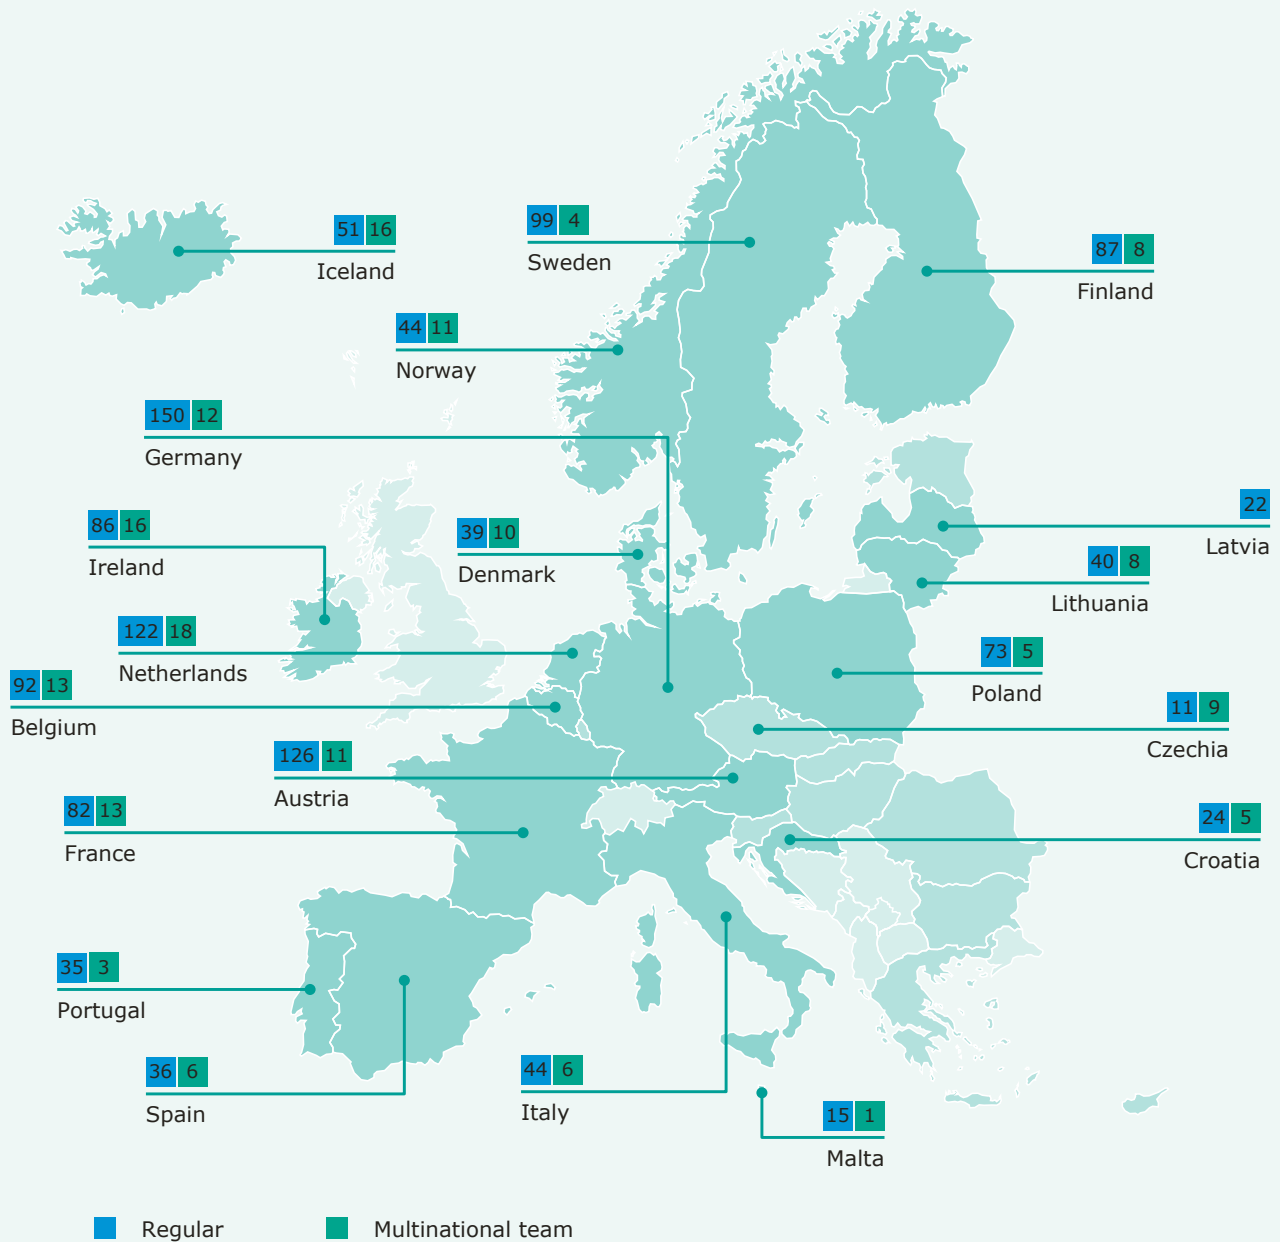 99 4
Sweden
51 16
Iceland
87 8
Finland
44 11
Norway
150 12
Germany
22
Latvia
86 16
Ireland
39 10
Denmark
40 8
Lithuania
122 18
Netherlands
73 5
Poland
92 13
Belgium
11 9
Czechia
126 11
Austria
82 13
France
24 5
Croatia
35 3
Portugal
36 6
Spain
44 6
Italy
15 1
Malta
Regular Multinational team